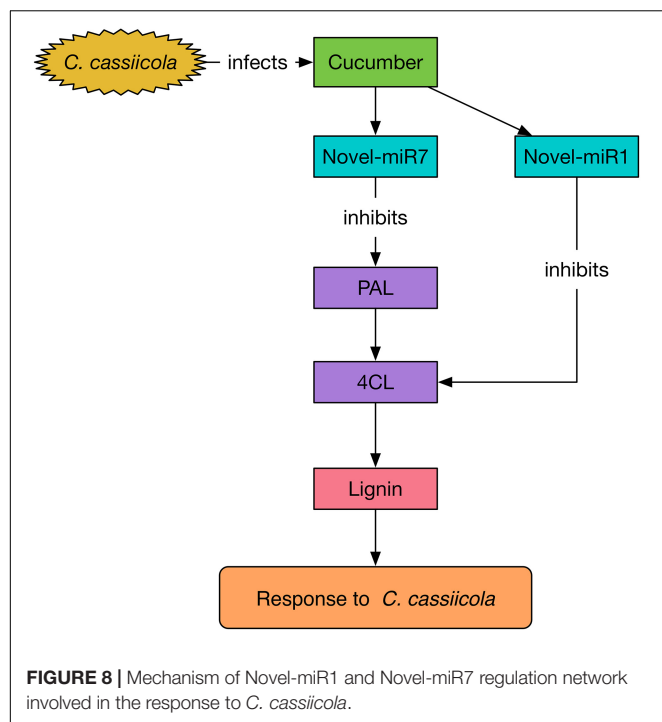 C. cassiicola
infects
Cucumber
Novel-miR7
Novel-miR1
inhibits
inhibits
PAL
4CL
Lignin
Response to C. cassiicola
FIGURE 8 | Mechanism of Novel-miR1 and Novel-miR7 regulation network
involved in the response to C. cassiicola.